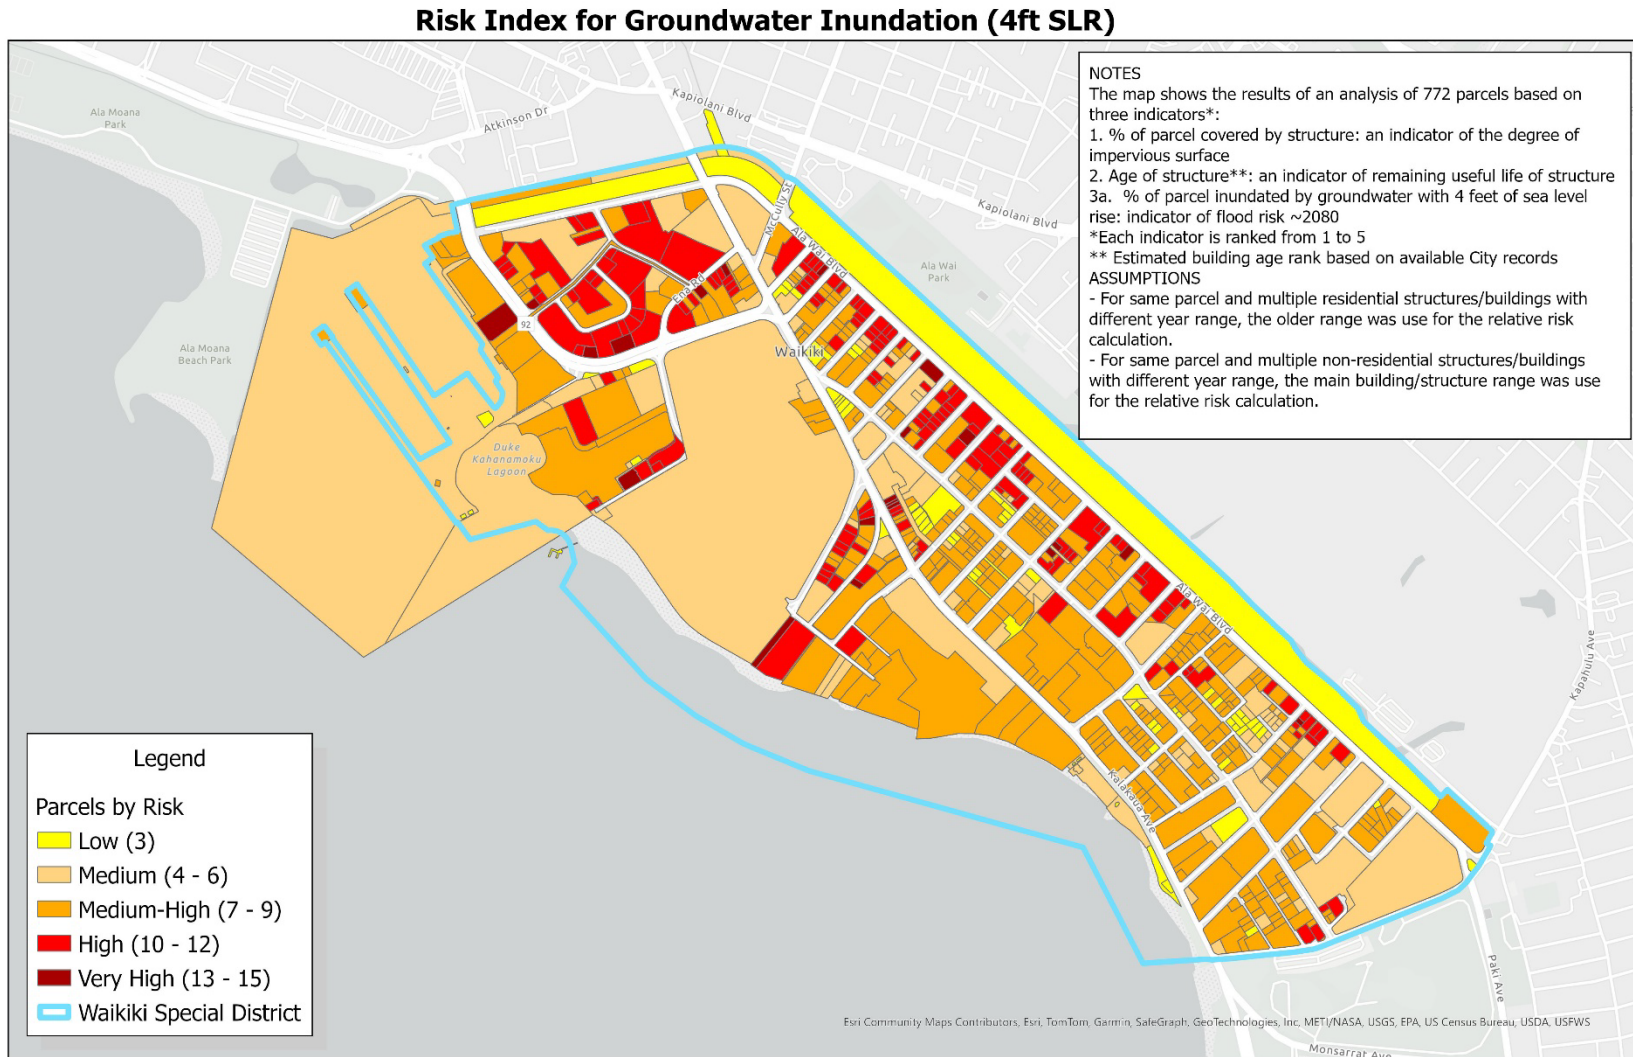 Risk Index for Groundwater Inundation (4ft SLR)
NOTES
The map shows the results of an analysis of 772 parcels based on
three indicators*:
1. % of parcel covered by structure: an indicator of the degree of
impervious surface
2. Age of structure**: an indicator of remaining useful life of structure
3a.  % of parcel inundated by groundwater with 4 feet of sea level
rise: indicator of flood risk ~2080
*Each indicator is ranked from 1 to 5
** Estimated building age rank based on available City records
ASSUMPTIONS
- For same parcel and multiple residential structures/buildings with
different year range, the older range was use for the relative risk
calculation.
- For same parcel and multiple non-residential structures/buildings
with different year range, the main building/structure range was use
for the relative risk calculation.
Ala Moana
Park
Atkinson Dr
Kapiolani Blvd
McCully St
Kapiolani Blvd
Ala Wai Blvd
Ala Wai
Park
Ena Rd
92
Ala Moana
Beach Park
Waikiki
Duke
Kahanamoku
Lagoon
Ala Wai Blvd
Kapahulu Ave
Kalakaua Ave
Paki Ave
Monsarrat Ave
Legend
Parcels by Risk
Low (3)
Medium (4 - 6)
Medium-High (7 - 9)
High (10 - 12)
Very High (13 - 15)
Waikiki Special District
Esri Community Maps Contributors, Esri, TomTom, Garmin, SafeGraph, GeoTechnologies, Inc, METI/NASA, USGS, EPA, US Census Bureau, USDA, USFWS